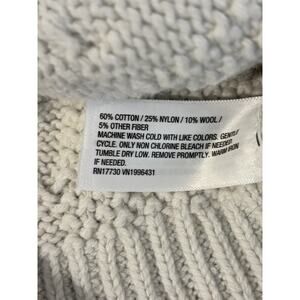 60% COTTON / 25% NYLON / 10% WOOL /
5% OTHER FIBER
MACHINE WASH COLD WITH LIKE COLORS. GENTLE
CYCLE. ONLY NON CHLORINE BLEACH IF NEEDED.
TUMBLE DRY LOW. REMOVE PROMPTLY. WARM IRON
IF NEEDED.
RN17730 VN1996431